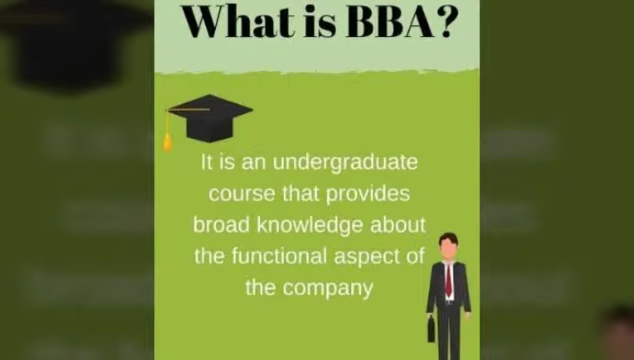 What is BBA?
It is an undergraduate
course that provides
broad knowledge about
the functional aspect of
the company